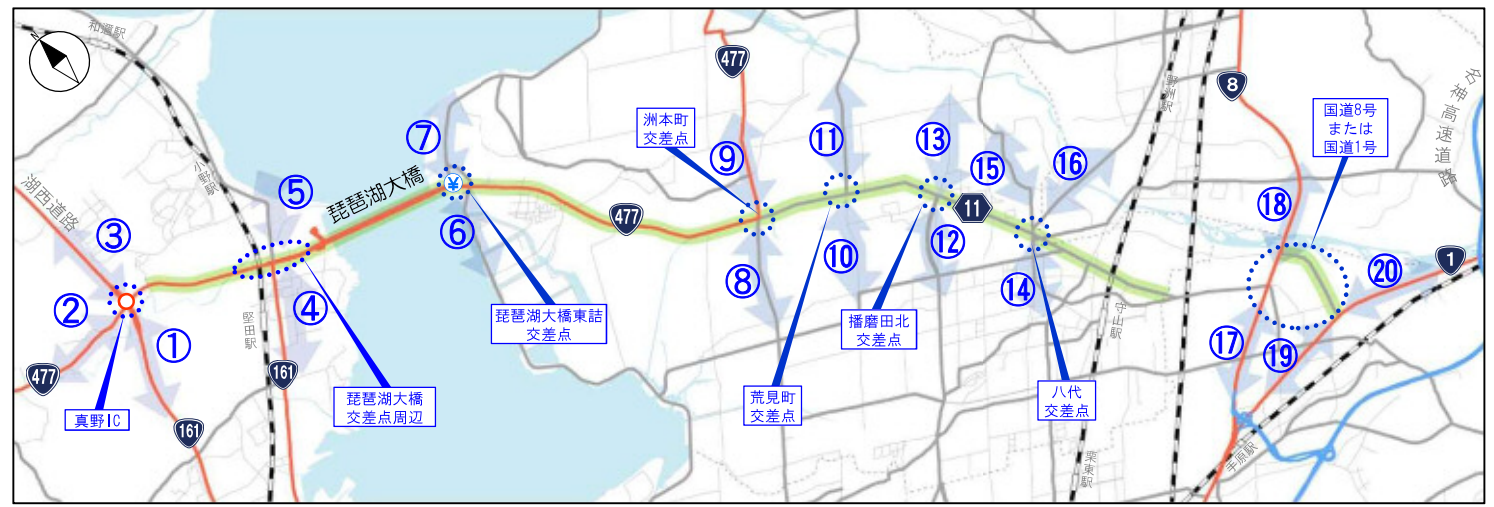 和邇駅
湖西道路
③
②
①
477
真野IC
161
小野駅
堅田駅
⑤
④
161
琵琶湖大橋
交差点周辺
琵琶湖大橋
⑦
¥
⑥
琵琶湖大橋東詰
交差点
477
洲本町
交差点
477
⑨
⑧
⑪
⑩
荒見町
交差点
⑬
⑫
播磨田北
交差点
11
⑮
⑯
⑭
八代
交差点
守山駅
野洲駅
栗東駅
8
国道8号
または
国道1号
⑱
⑰
⑲
⑳
1
手原駅
名神高速道路